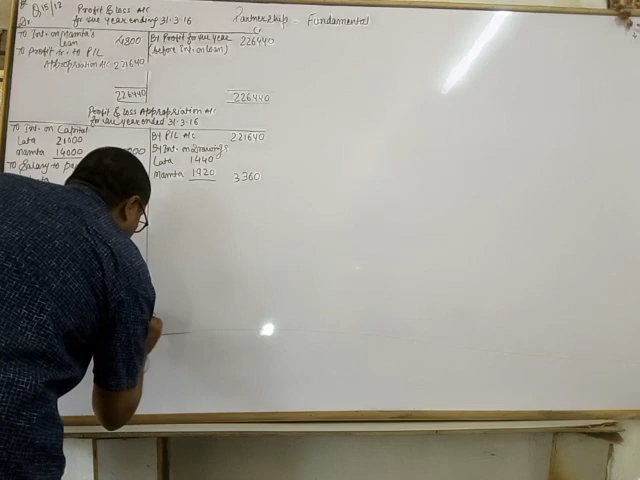 Q 15/18 Profit & loss A/C
for the year ending 31-3-16
Partnership - Fundamental
Dr. Cr.
To Int. on Mamta's Loan 4800
By Profit for the year (before Int. on loan) 226440
To Profit tr. to P/L
Appropriation A/C 221640
226440 226440
Profit & loss Appropriation A/C
for the year ended 31-3-16
To Int. on Capital
Lata 21000
Mamta 14000
To Salary to
By P/L A/C 221640
By Int. on Drawings
Lata 1440
Mamta 1920 3360